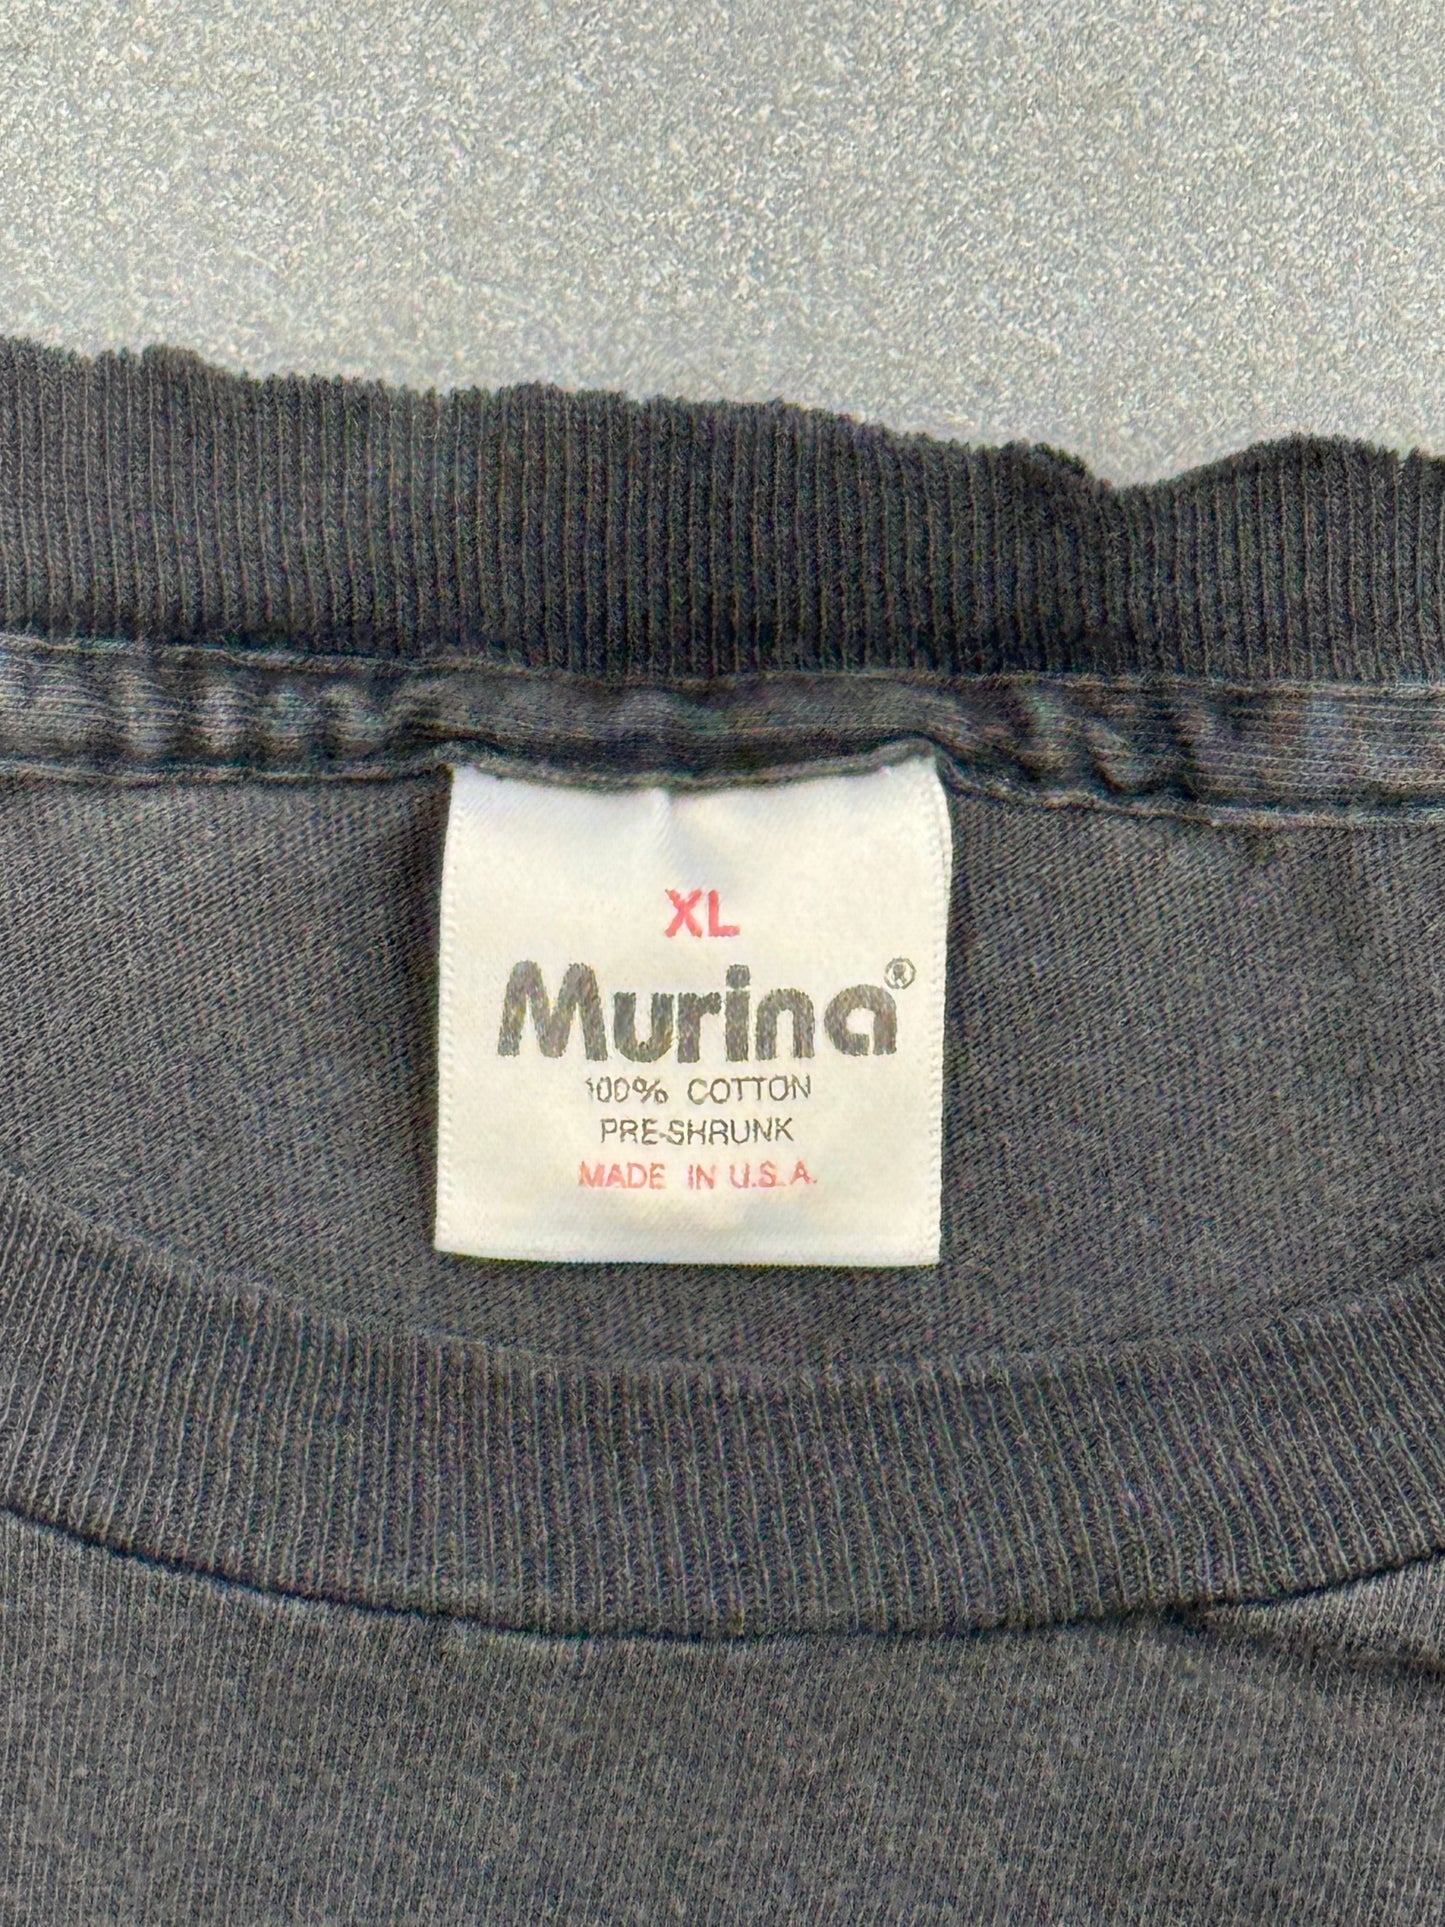 XL
Murina®
100% COTTON
PRE-SHRUNK
MADE IN U.S.A.